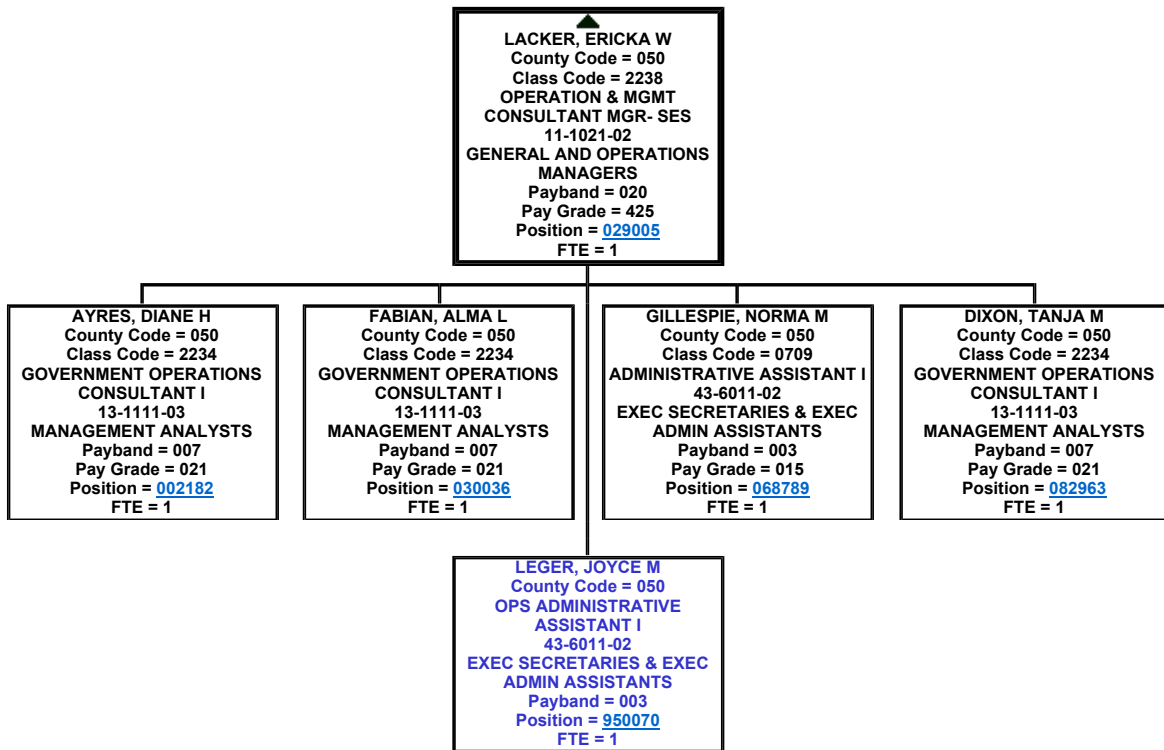 LACKER, ERICKA W
County Code = 050
Class Code = 2238
OPERATION & MGMT
CONSULTANT MGR- SES
11-1021-02
GENERAL AND OPERATIONS
MANAGERS
Payband = 020
Pay Grade = 425
Position = 029005
FTE = 1
AYRES, DIANE H
County Code = 050
Class Code = 2234
GOVERNMENT OPERATIONS
CONSULTANT I
13-1111-03
MANAGEMENT ANALYSTS
Payband = 007
Pay Grade = 021
Position = 002182
FTE = 1
FABIAN, ALMA L
County Code = 050
Class Code = 2234
GOVERNMENT OPERATIONS
CONSULTANT I
13-1111-03
MANAGEMENT ANALYSTS
Payband = 007
Pay Grade = 021
Position = 030036
FTE = 1
GILLESPIE, NORMA M
County Code = 050
Class Code = 0709
ADMINISTRATIVE ASSISTANT I
43-6011-02
EXEC SECRETARIES & EXEC
ADMIN ASSISTANTS
Payband = 003
Pay Grade = 015
Position = 068789
FTE = 1
DIXON, TANJA M
County Code = 050
Class Code = 2234
GOVERNMENT OPERATIONS
CONSULTANT I
13-1111-03
MANAGEMENT ANALYSTS
Payband = 007
Pay Grade = 021
Position = 082963
FTE = 1
LEGER, JOYCE M
County Code = 050
OPS ADMINISTRATIVE
ASSISTANT I
43-6011-02
EXEC SECRETARIES & EXEC
ADMIN ASSISTANTS
Payband = 003
Position = 950070
FTE = 1